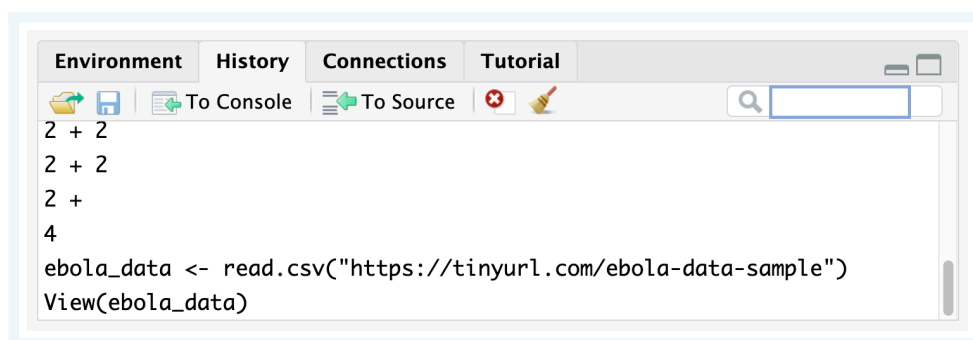 Environment History Connections Tutorial
To Console To Source
2 + 2
2 + 2
2 +
4
ebola_data <- read.csv("https://tinyurl.com/ebola-data-sample")
View(ebola_data)